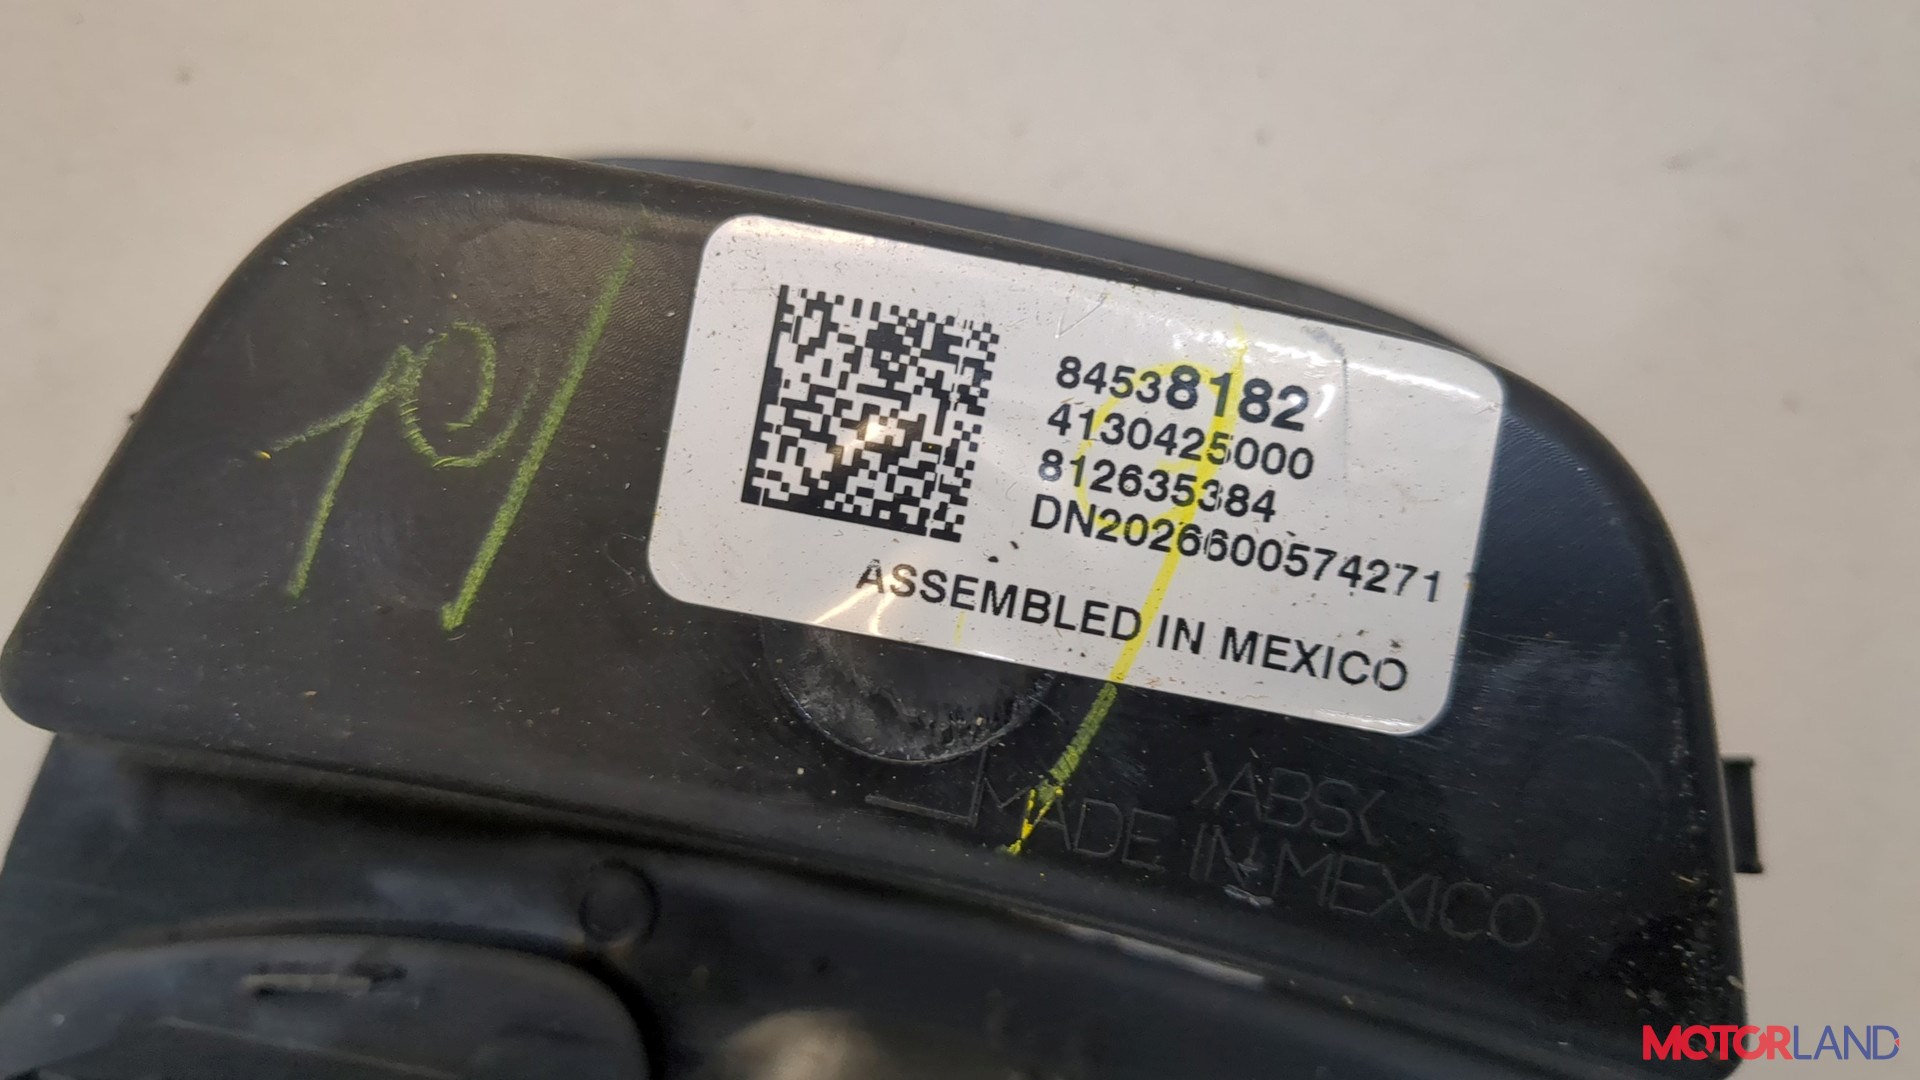 84538182
4130425000
812635384
DN2026600574271
ASSEMBLED IN MEXICO
>ABS<
MADE IN MEXICO
MOTORLAND